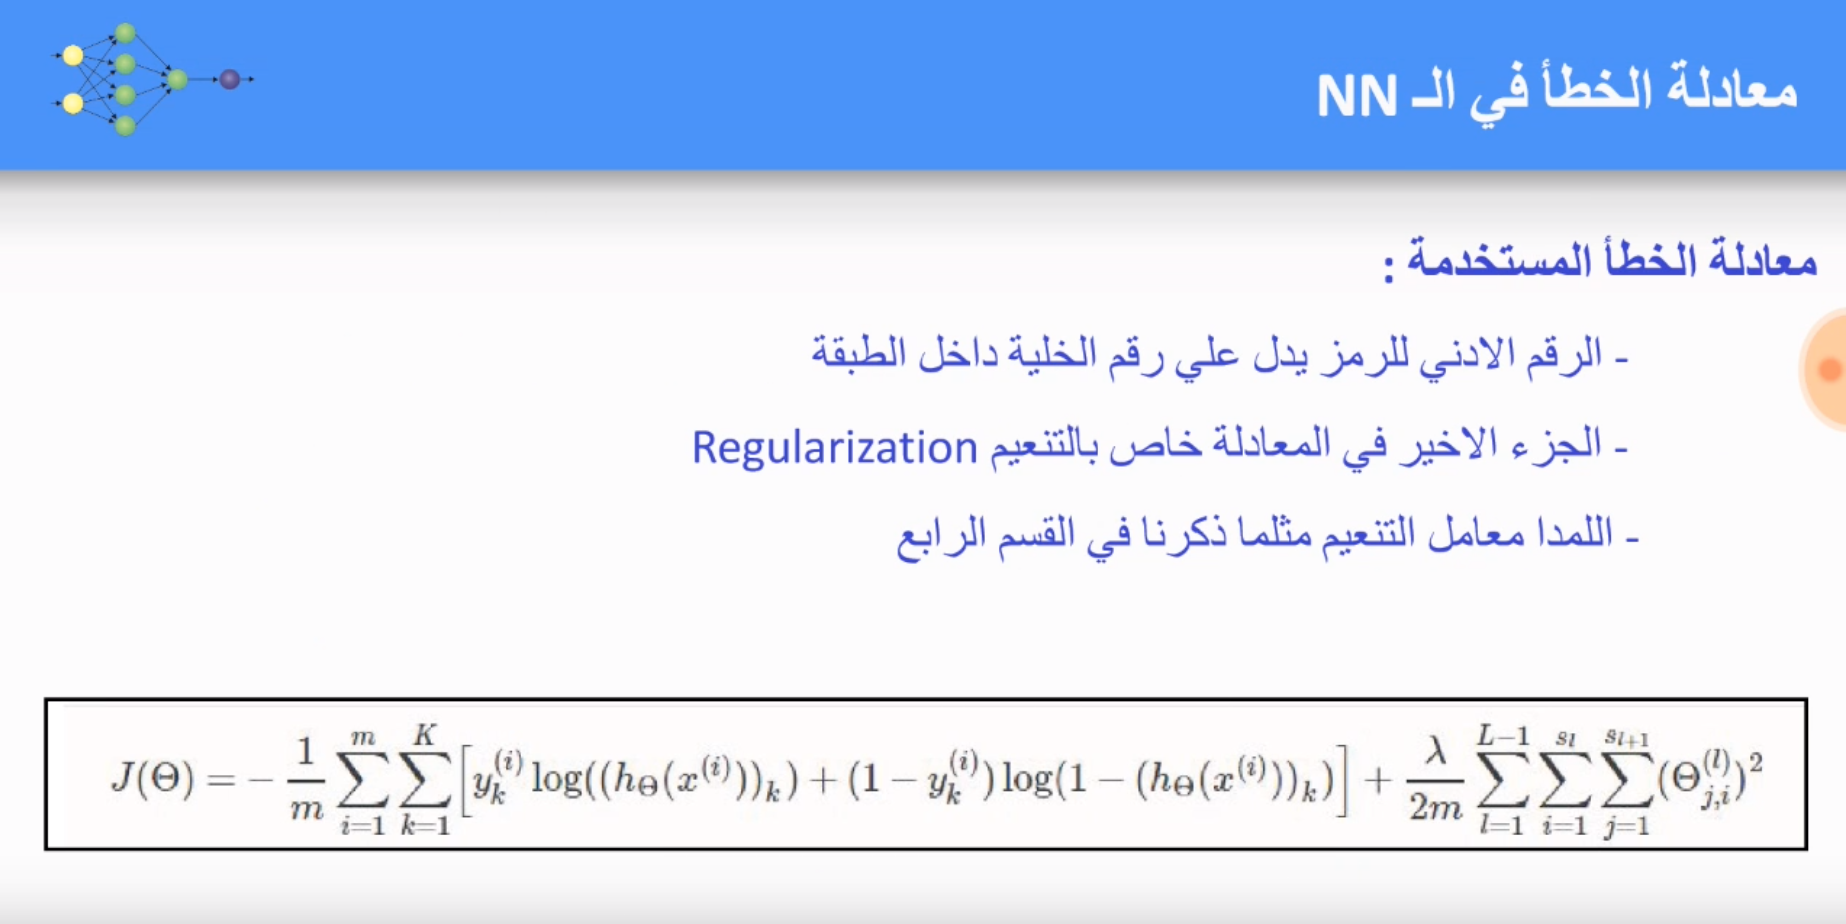 معادلة الخطأ في الـ NN
معادلة الخطأ المستخدمة :
- الرقم الادني للرمز يدل علي رقم الخلية داخل الطبقة
- الجزء الاخير في المعادلة خاص بالتنعيم Regularization
- اللمدا معامل التنعيم مثلما ذكرنا في القسم الرابع
$J(\Theta) = -\frac{1}{m} \sum_{i=1}^{m} \sum_{k=1}^{K} \left[ y_k^{(i)} \log((h_\Theta(x^{(i)}))_k) + (1 - y_k^{(i)}) \log(1 - (h_\Theta(x^{(i)}))_k) \right] + \frac{\lambda}{2m} \sum_{l=1}^{L-1} \sum_{i=1}^{s_l} \sum_{j=1}^{s_{l+1}} (\Theta_{j,i}^{(l)})^2$